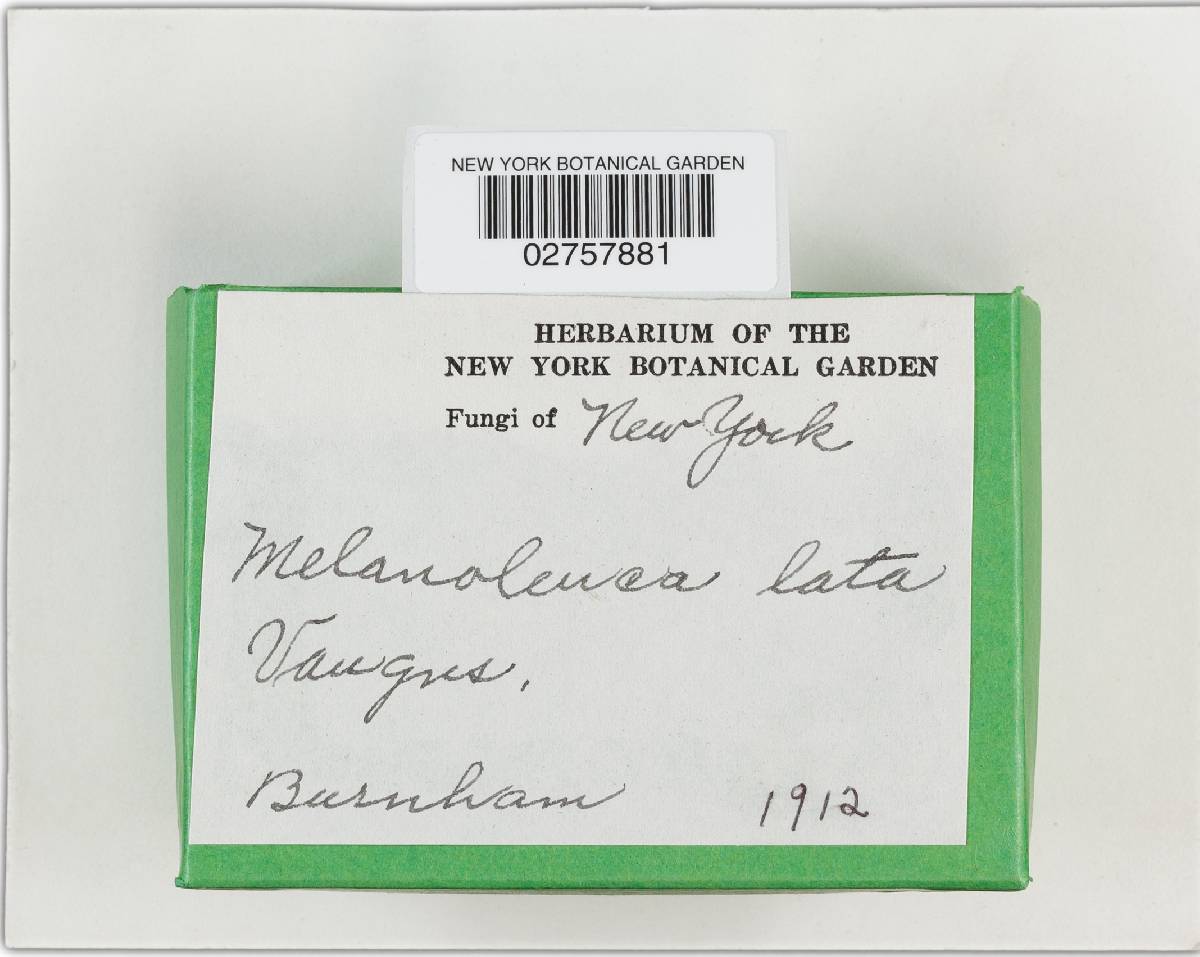 NEW YORK BOTANICAL GARDEN
02757881
HERBARIUM OF THE
NEW YORK BOTANICAL GARDEN
Fungi of New York
Melanoleuca lata
Vaugns.
Burnham 1912